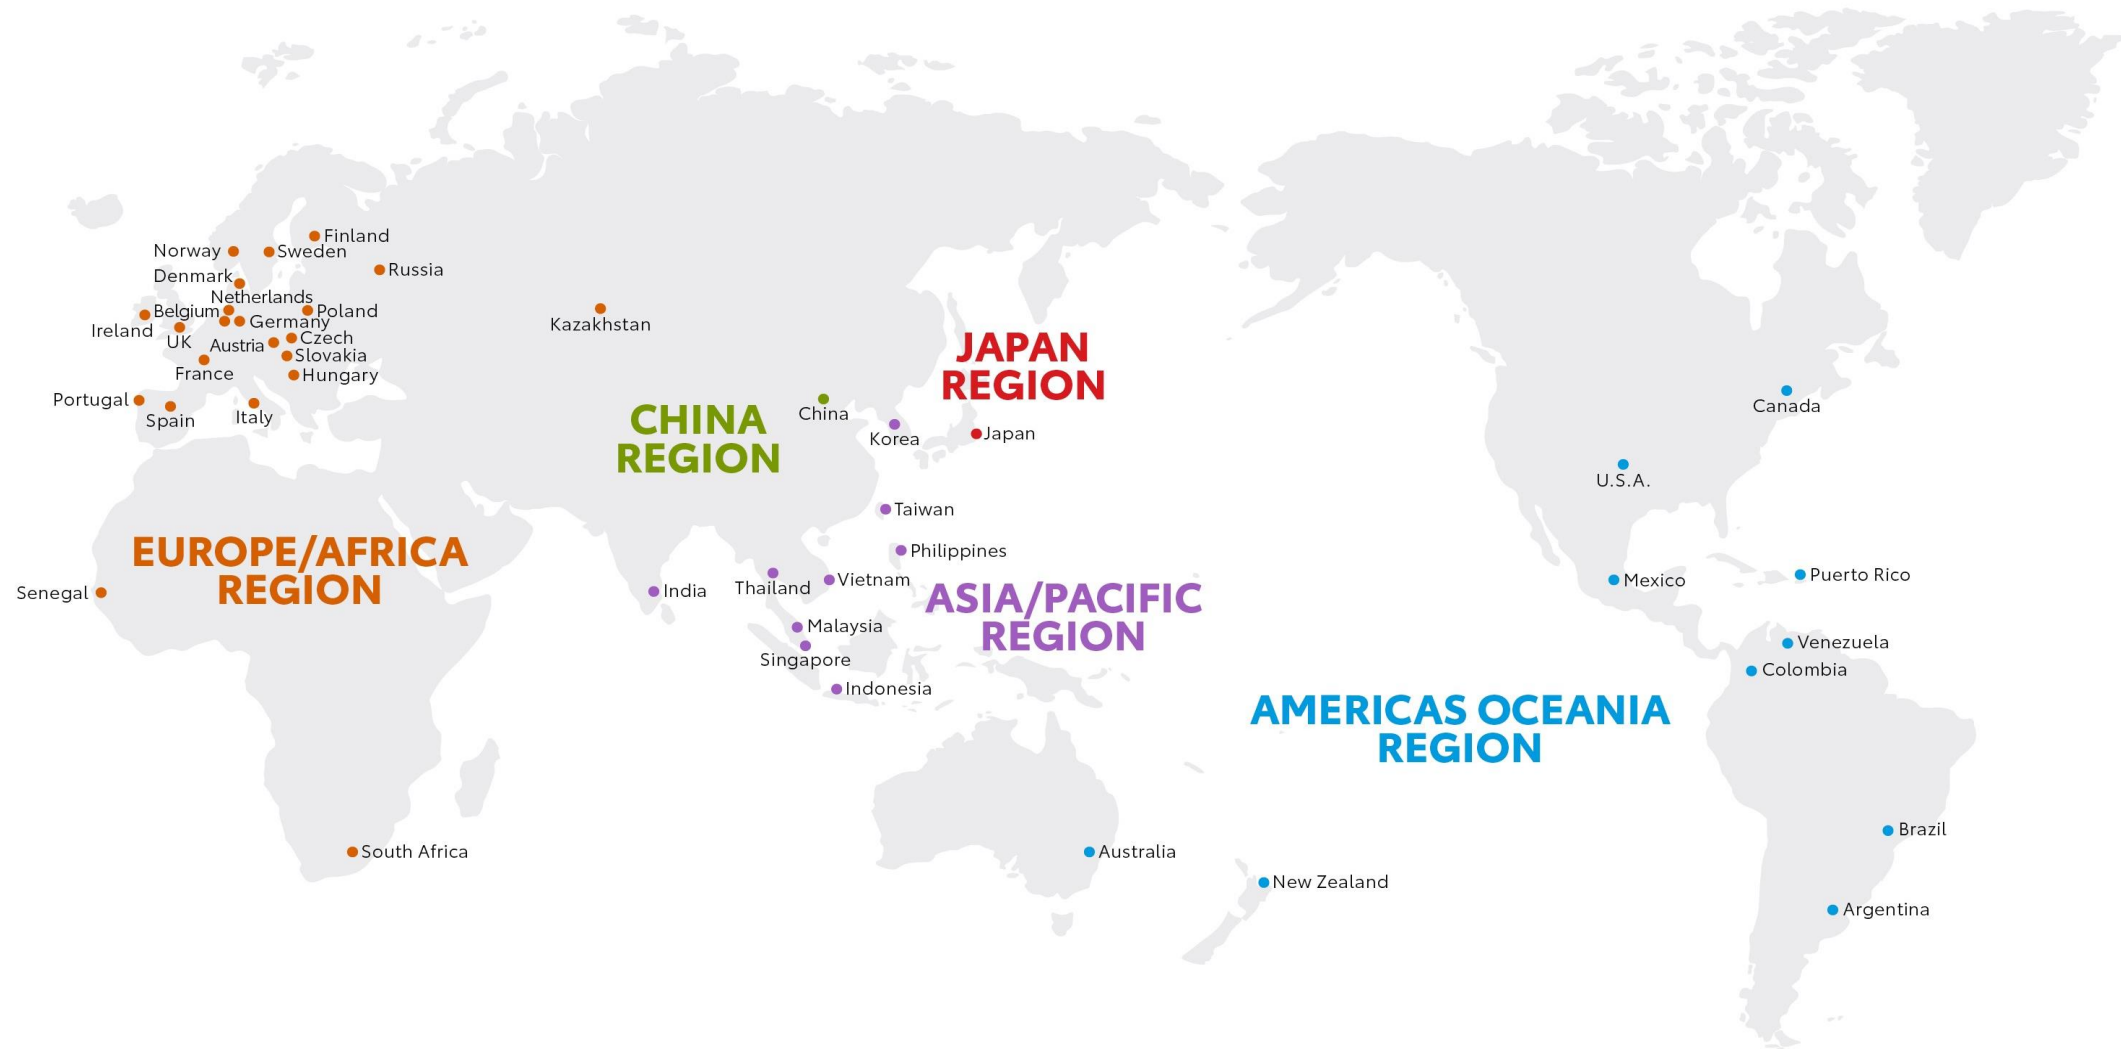 Finland
Norway
Sweden
Russia
Denmark
Netherlands
Belgium
Poland
Germany
Ireland
UK
Czech
Austria
Slovakia
France
Hungary
Portugal
Spain
Italy
Kazakhstan
JAPAN
REGION
CHINA
REGION
China
Korea
Japan
Canada
U.S.A.
Taiwan
EUROPE/AFRICA
REGION
Senegal
Philippines
India
Thailand
Vietnam
ASIA/PACIFIC
REGION
Malaysia
Singapore
Indonesia
Mexico
Puerto Rico
Venezuela
Colombia
AMERICAS OCEANIA
REGION
South Africa
Australia
New Zealand
Brazil
Argentina